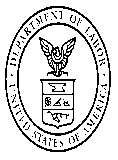 DEPARTMENT OF LABOR
UNITED STATES OF AMERICA